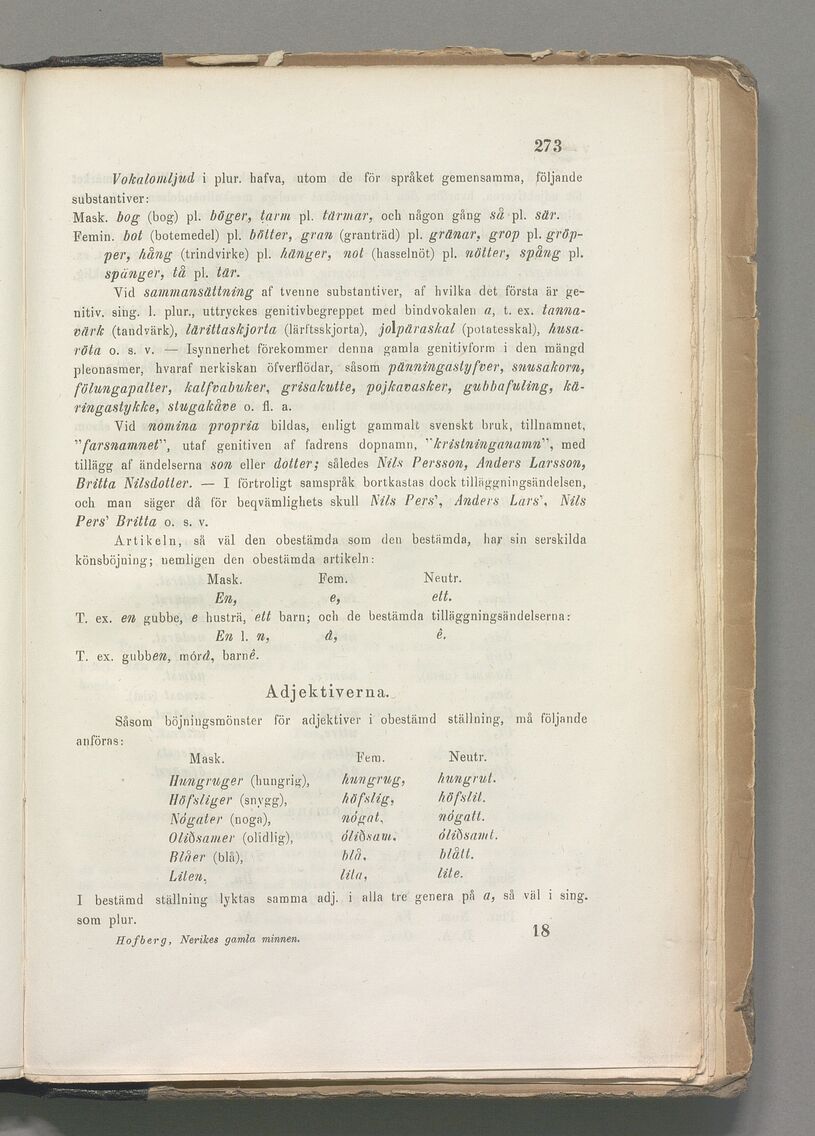 273
Vokalomljud i plur. hafva, utom de för språket gemensamma, följande
substantiver:
Mask. bog (bog) pl. böger, tarm pl. tärmar, och någon gång så pl. sär.
Femin. bot (botemedel) pl. bötter, gran (granträd) pl. gränar, grop pl. gröp-
per, hång (trindvirke) pl. hänger, not (hasselnöt) pl. nötter, spång pl.
spänger, tå pl. tär.
Vid sammansättning af tvenne substantiver, af hvilka det första är ge-
nitiv. sing. l. plur., uttryckes genitivbegreppet med bindvokalen a, t. ex. tanna-
värk (tandvärk), lärittaskjorta (lärftsskjorta), jolpäraskal (potatesskal), husa-
röta o. s. v. — Isynnerhet förekommer denna gamla genitivform i den mängd
pleonasmer, hvaraf nerkiskan öfverflödar, såsom pänningastyfver, snusakorn,
fölungapalter, kalfvabuker, grisakutte, pojkavasker, gubbafuling, kä-
ringastykke, stugakåve o. fl. a.
Vid nomina propria bildas, enligt gammalt svenskt bruk, tillnamnet,
"farsnamnet", utaf genitiven af fadrens dopnamn, "kristninganamn", med
tillägg af ändelserna son eller dotter; således Nils Persson, Anders Larsson,
Britta Nilsdotter. — I förtroligt samspråk bortkastas dock tilläggningsändelsen,
och man säger då för beqvämlighets skull Nils Pers', Anders Lars', Nils
Pers' Britta o. s. v.
Artikeln, så väl den obestämda som den bestämda, har sin serskilda
könsböjning; nemligen den obestämda artikeln:
Mask. Fem. Neutr.
En, e, ett.
T. ex. en gubbe, e husträ, ett barn; och de bestämda tilläggningsändelserna:
En l. n, å, ê.
T. ex. gubben, mórå, barnê.
Adjektiverna.
Såsom böjningsmönster för adjektiver i obestämd ställning, må följande
anföras:
Mask. Fem. Neutr.
Hungruger (hungrig), hungrug, hungrut.
Höfsliger (snygg), höfslig, höfslit.
Nógater (noga), nógat, nógatt.
(olidlig),
Blåer (blå), blå, blått.
Liten, lita, lite.
I bestämd ställning lyktas samma adj. i alla tre genera på a, så väl i sing.
som plur.
Hofberg, Nerikes gamla minnen. 18